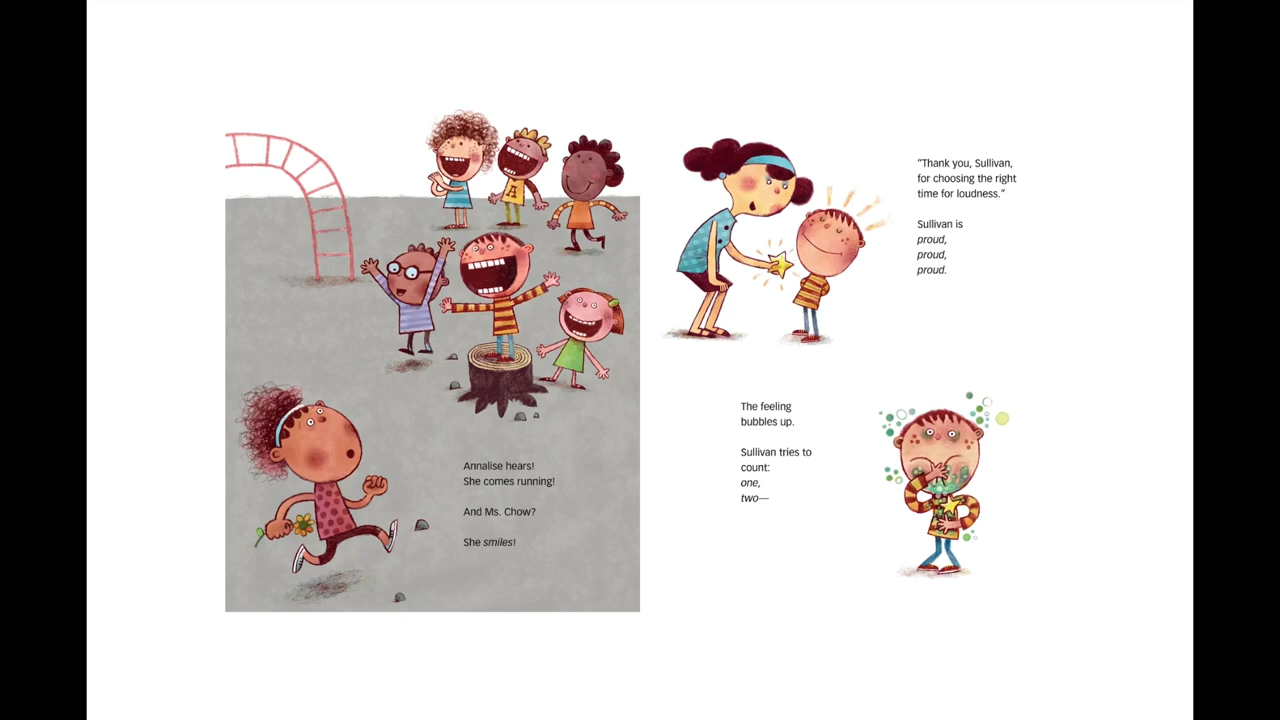 A
Annalise hears!
She comes running!
And Ms. Chow?
She smiles!
“Thank you, Sullivan,
for choosing the right
time for loudness.”
Sullivan is
proud,
proud,
proud.
The feeling
bubbles up.
Sullivan tries to
count:
one,
two—